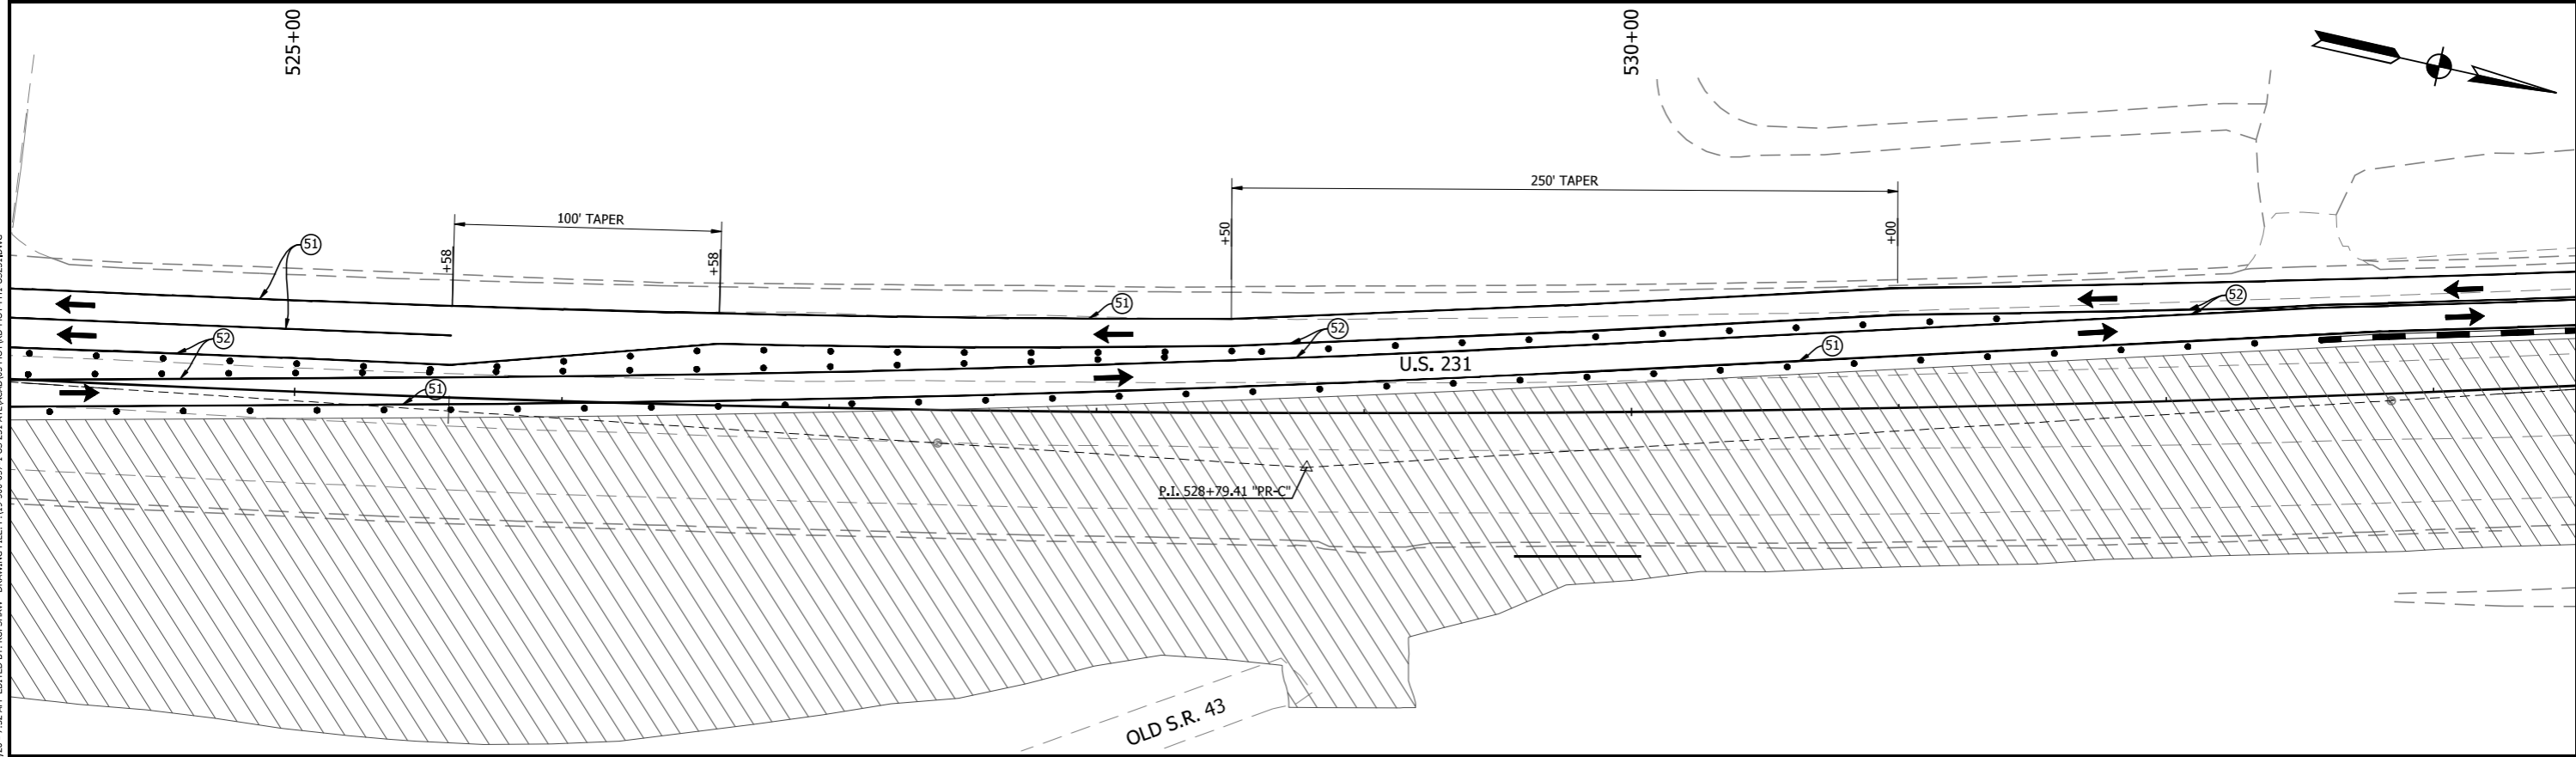 525+00
530+00
250' TAPER
100' TAPER
+50
+00
51
+58
+58
51
52
52
52
51
U.S. 231
51
P.I. 528+79.41 "PR-C"
OLD S.R. 43